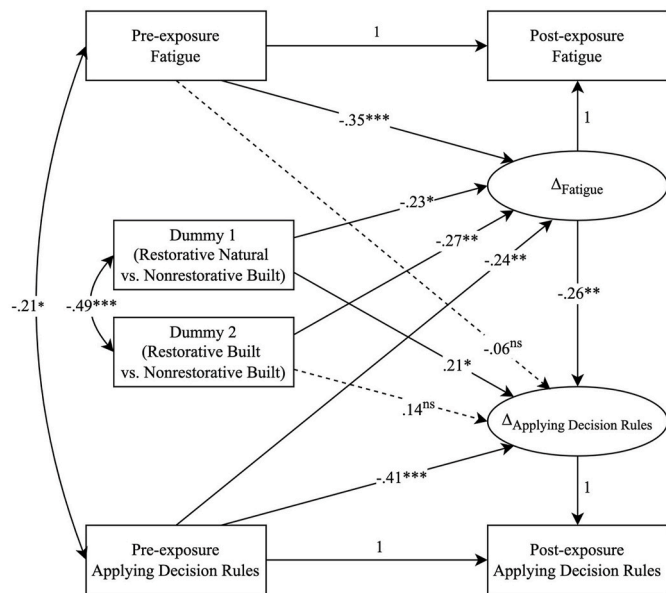 Pre-exposure
Fatigue
1
Post-exposure
Fatigue
-.35***
1
ΔFatigue
-.23*
Dummy 1
(Restorative Natural
vs. Nonrestorative Built)
-.27**
-.24**
-.21*
-.49***
-.26**
Dummy 2
(Restorative Built
vs. Nonrestorative Built)
-.06ns
.21*
.14ns
ΔApplying Decision Rules
-.41***
1
Pre-exposure
Applying Decision Rules
1
Post-exposure
Applying Decision Rules